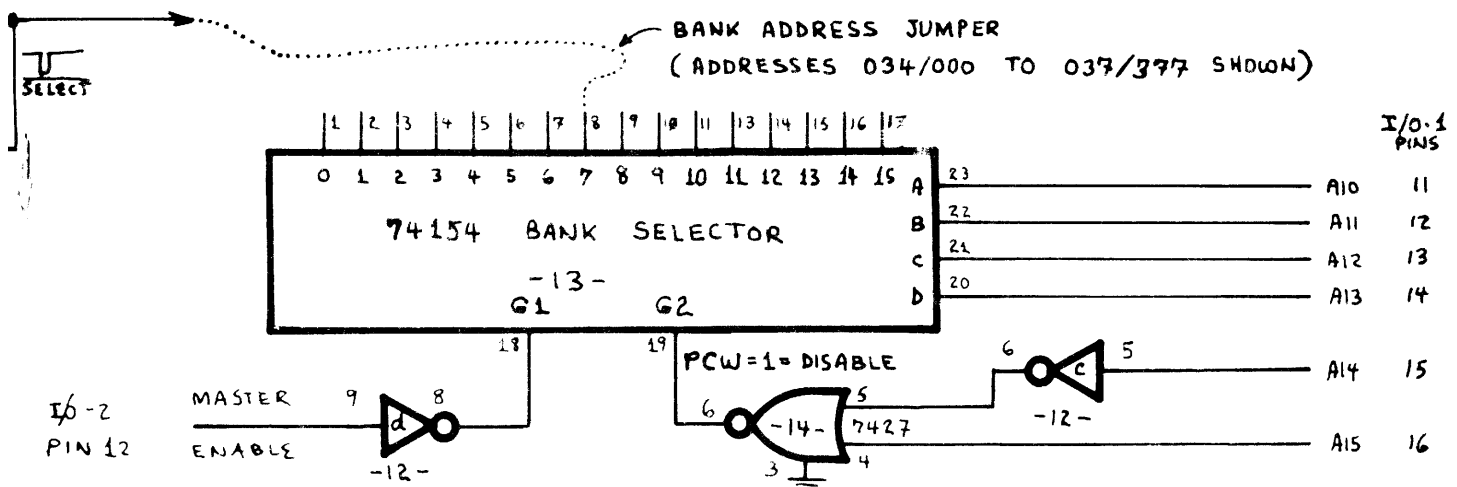 BANK ADDRESS JUMPER
(ADDRESSES 034/000 TO 037/377 SHOWN)
SELECT
1 2 3 4 5 6 7 8 9 10 11 13 14 15 16 17
I/O-1
PINS
0 1 2 3 4 5 6 7 8 9 10 11 12 13 14 15
A 23 A10 11
74154 BANK SELECTOR
B 22 A11 12
C 21 A12 13
-13-
D 20 A13 14
G1 G2
18 19
PCW=1=DISABLE
6 C 5 A14 15
-12-
I/O-2
PIN 12
MASTER
ENABLE
9 d 8
-12-
6 -14- 5
7427
3 4
A15 16